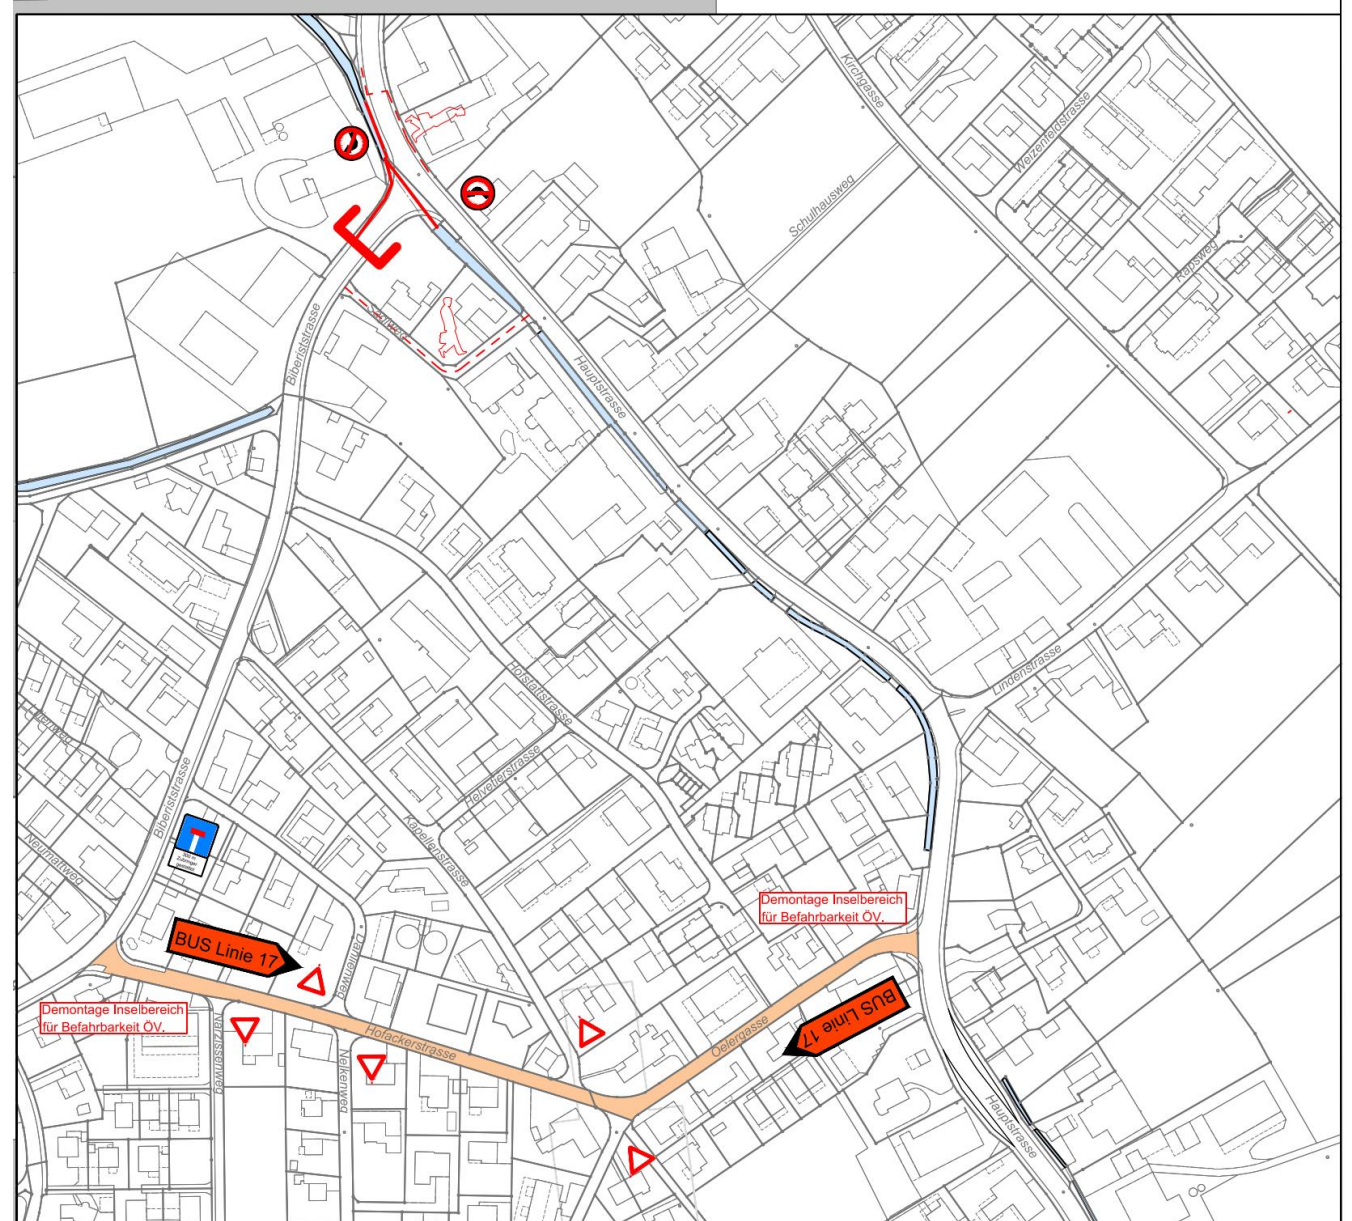 Kirchgasse
Weizenfeldstrasse
Schulhausweg
Rapsweg
Biberiststrasse
Hauptstrasse
Lindenstrasse
Hofstattstrasse
Helvetierstrasse
Kapellenstrasse
Biberiststrasse
Neumattweg
BUS Linie 17
Dahlienweg
Demontage Inselbereich
für Befahrbarkeit ÖV.
Demontage Inselbereich
für Befahrbarkeit ÖV.
Narzissenweg
Nelkenweg
Hofackerstrasse
Oelergasse
BUS Linie
17
Hauptstrasse